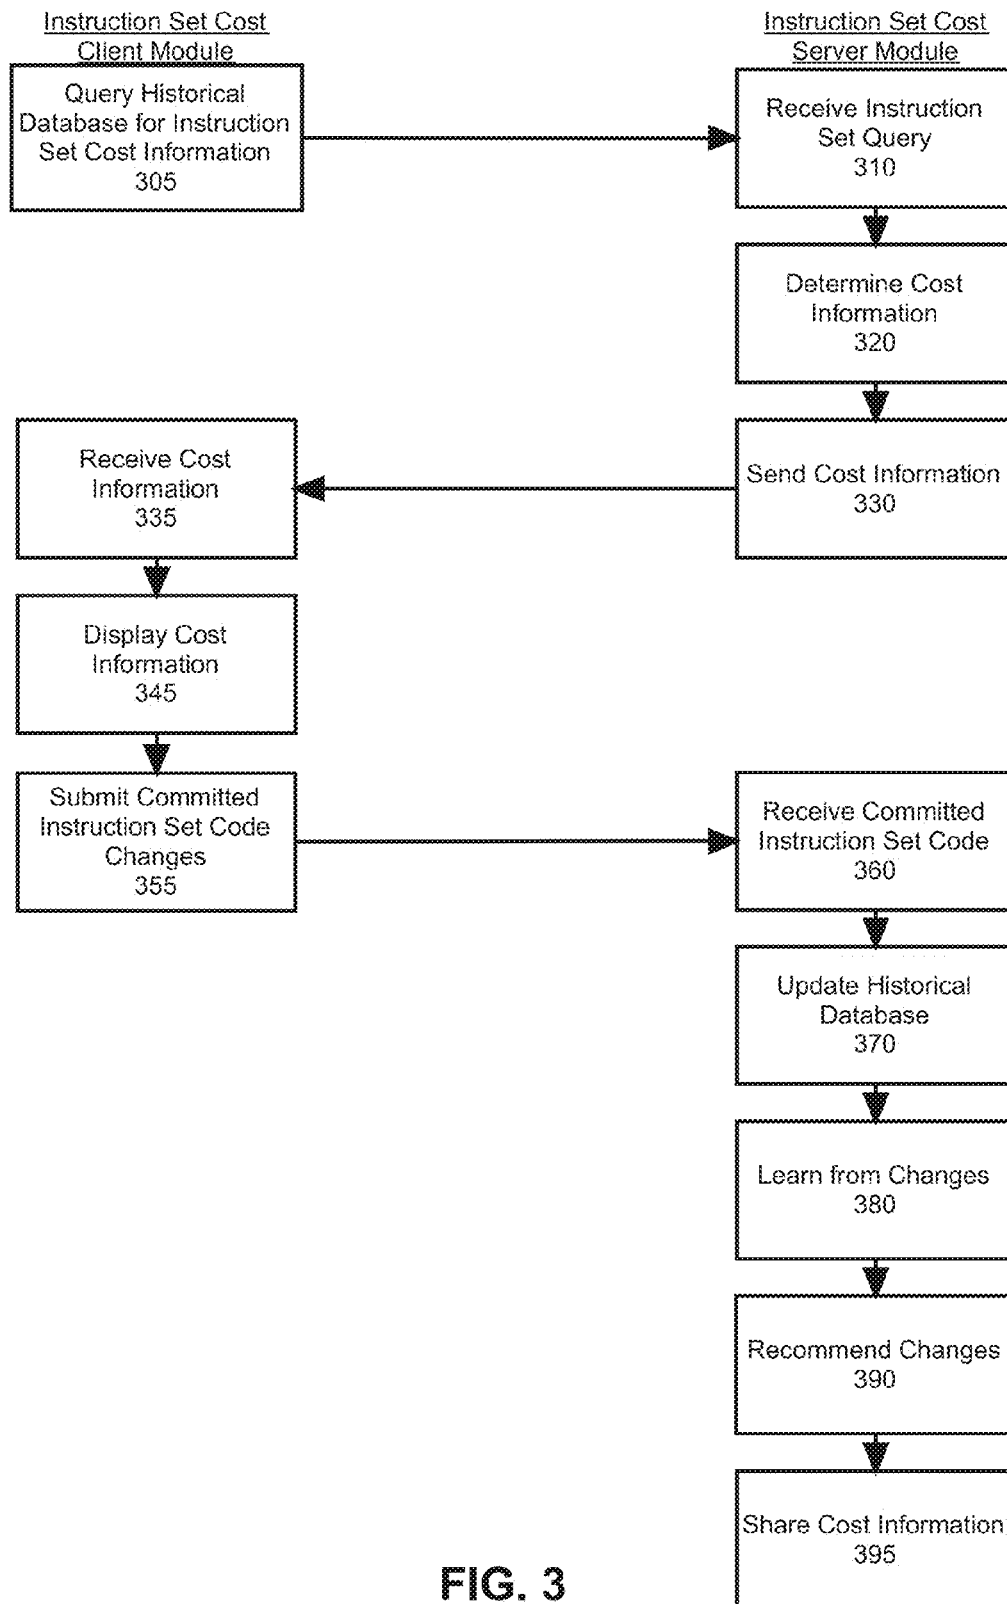 Instruction Set Cost
Client Module
Instruction Set Cost
Server Module
Query Historical
Database for Instruction
Set Cost Information
305
Receive Instruction
Set Query
310
Determine Cost
Information
320
Send Cost Information
330
Receive Cost
Information
335
Display Cost
Information
345
Submit Committed
Instruction Set Code
Changes
355
Receive Committed
Instruction Set Code
360
Update Historical
Database
370
Learn from Changes
380
Recommend Changes
390
Share Cost Information
395
FIG. 3